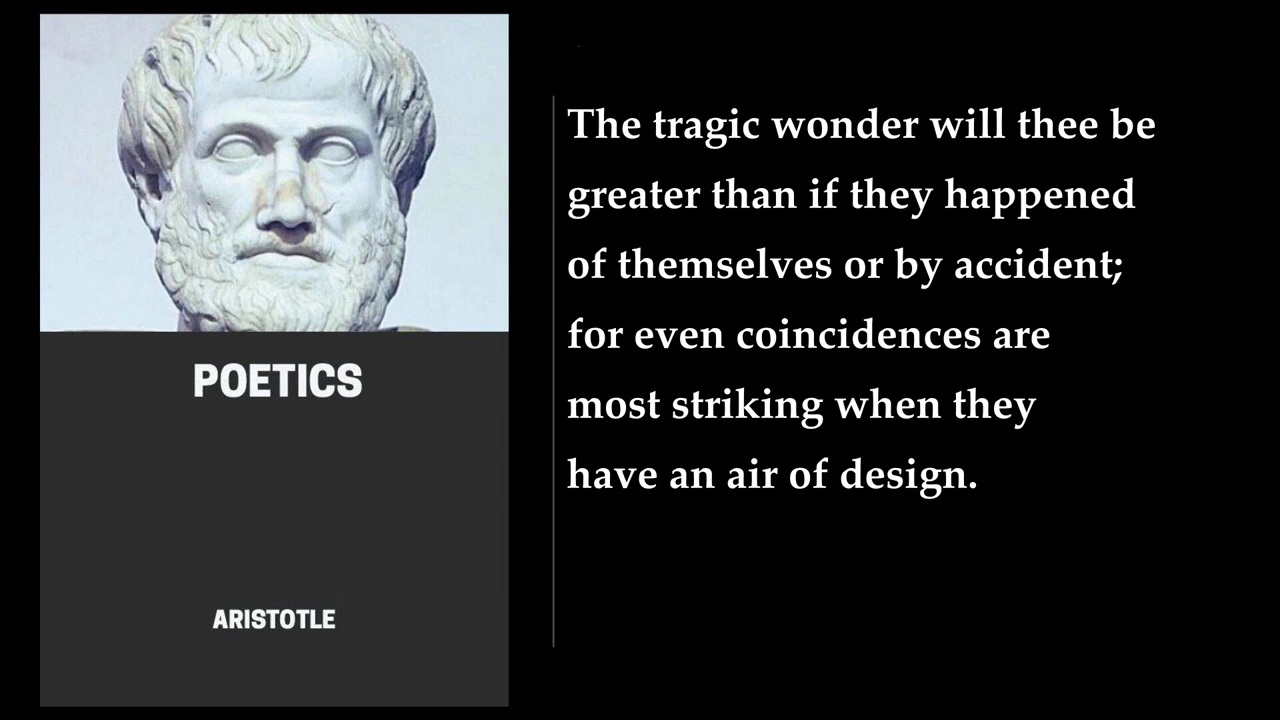 POETICS
ARISTOTLE
The tragic wonder will thee be
greater than if they happened
of themselves or by accident;
for even coincidences are
most striking when they
have an air of design.